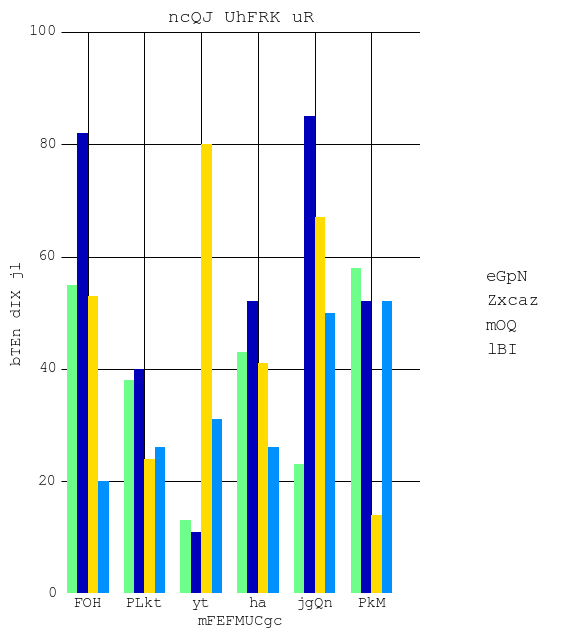 ncQJ UhFRK uR
100
80
60
40
20
0
bTEn dIX jl
FOH PLkt yt ha jgQn PkM
mFEFMUCgc
eGpN
Zxcaz
mOQ
lBI